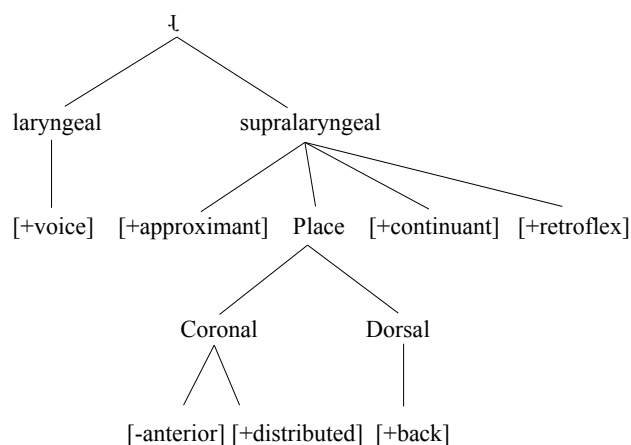 ɻ
laryngeal supralaryngeal
[+voice] [+approximant] Place [+continuant] [+retroflex]
Coronal Dorsal
[-anterior] [+distributed] [+back]